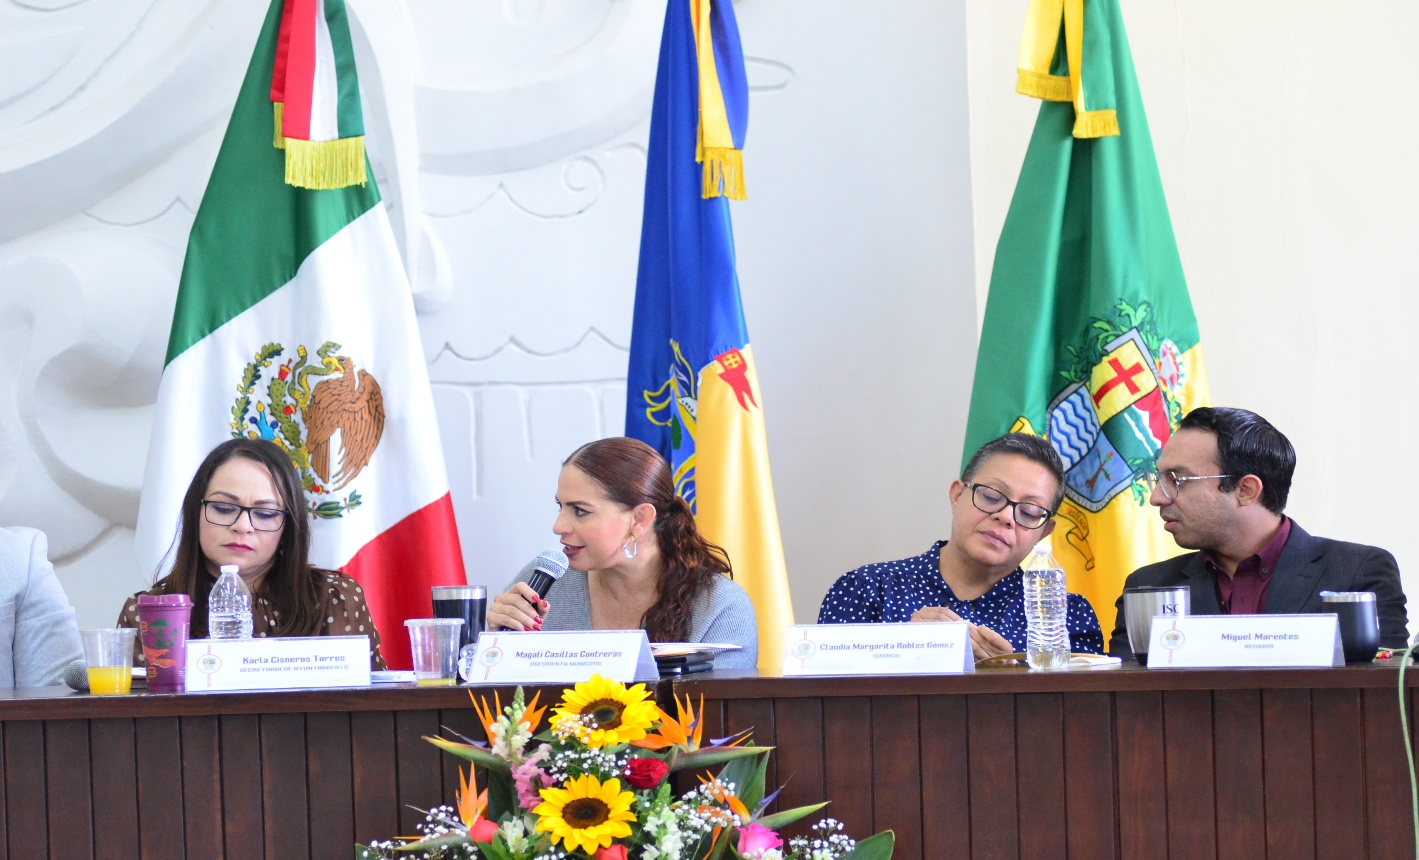 Karla Cisneros Torres
SECRETARIA DE AYUNTAMIENTO
Magali Casillas Contreras
PRESIDENTA MUNICIPAL
Claudia Margarita Robles Gómez
SINDICO
ISC
Miguel Marentes
REGIDOR